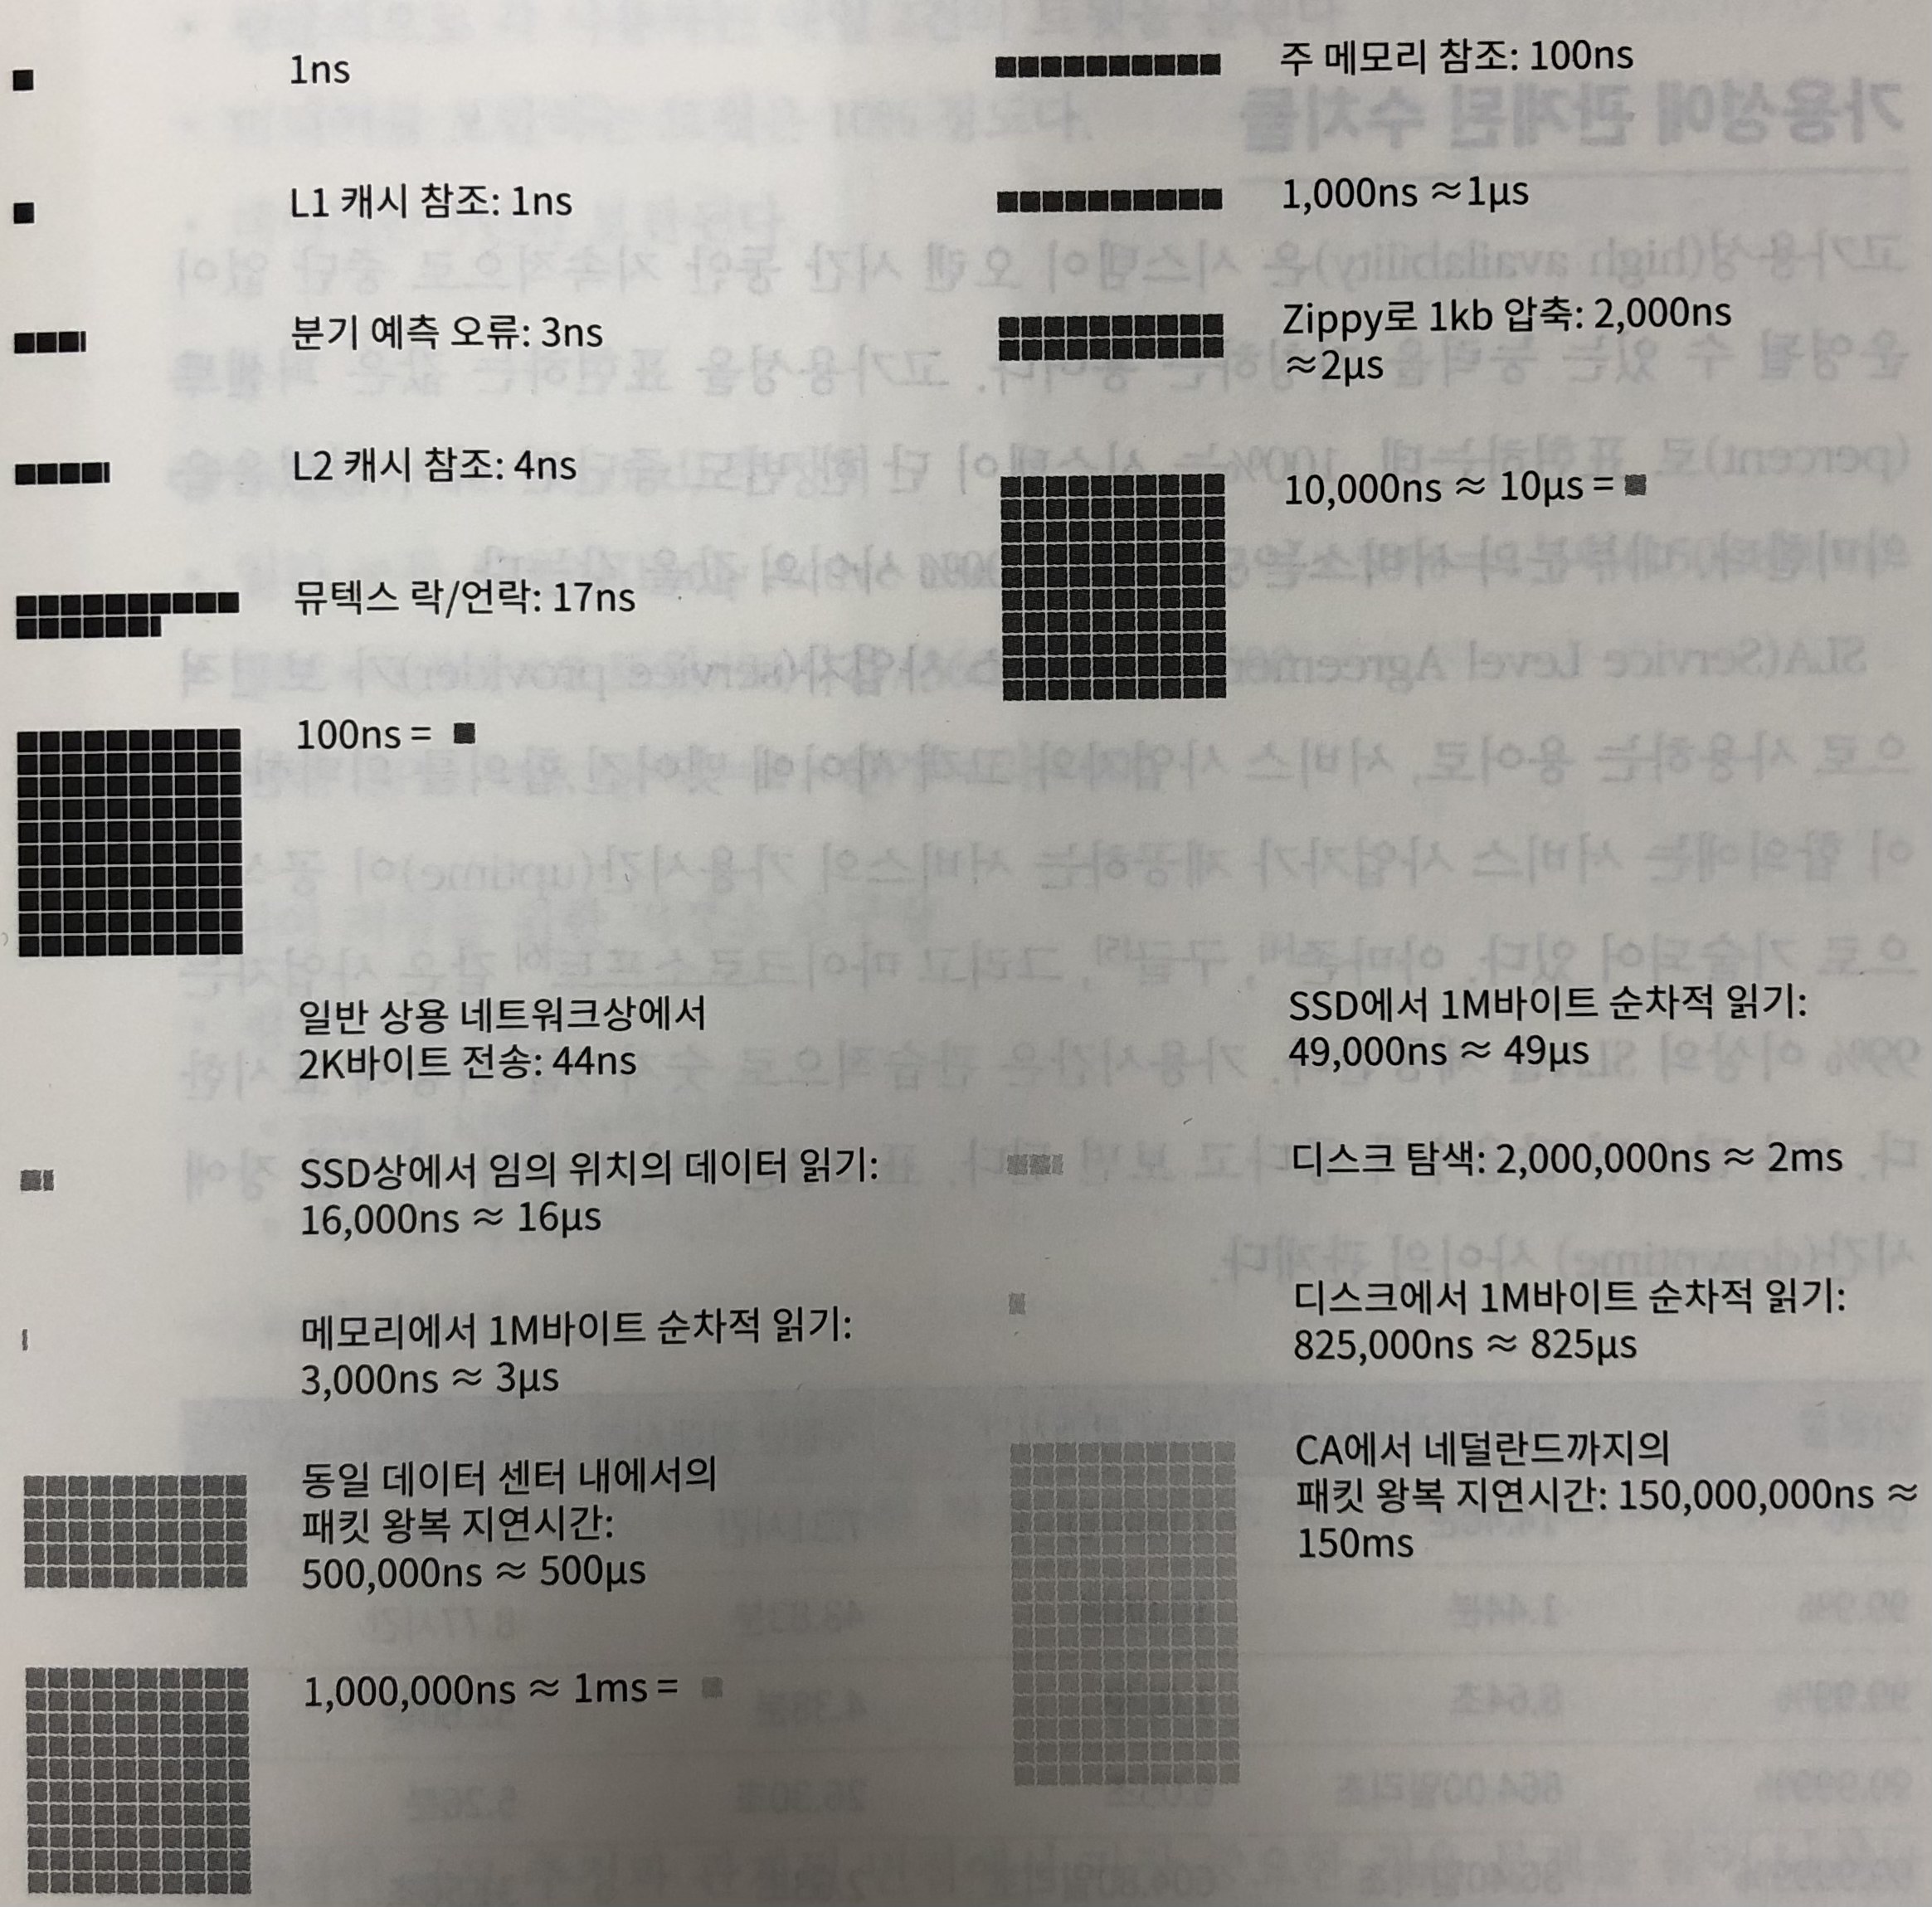 1ns
L1 캐시 참조: 1ns
분기 예측 오류: 3ns
L2 캐시 참조: 4ns
뮤텍스 락/언락: 17ns
100ns =
주 메모리 참조: 100ns
1,000ns ≈1μs
Zippy로 1kb 압축: 2,000ns
≈2μs
10,000ns ≈ 10μs =
일반 상용 네트워크상에서
2K바이트 전송: 44ns
SSD상에서 임의 위치의 데이터 읽기:
16,000ns ≈ 16μs
메모리에서 1M바이트 순차적 읽기:
3,000ns ≈ 3μs
동일 데이터 센터 내에서의
패킷 왕복 지연시간:
500,000ns ≈ 500μs
1,000,000ns ≈ 1ms =
SSD에서 1M바이트 순차적 읽기:
49,000ns ≈ 49μs
디스크 탐색: 2,000,000ns ≈ 2ms
디스크에서 1M바이트 순차적 읽기:
825,000ns ≈ 825μs
CA에서 네덜란드까지의
패킷 왕복 지연시간: 150,000,000ns ≈
150ms